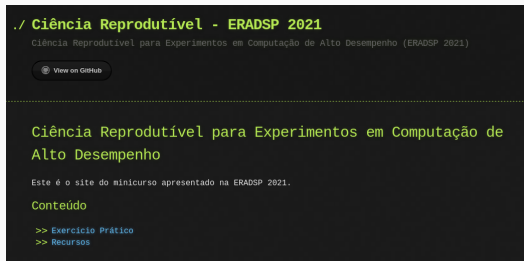 ./ Ciência Reprodutível - ERADSP 2021
Ciência Reprodutível para Experimentos em Computação de Alto Desempenho (ERADSP 2021)
View on GitHub
Ciência Reprodutível para Experimentos em Computação de
Alto Desempenho
Este é o site do minicurso apresentado na ERADSP 2021.
Conteúdo
>> Exercício Prático
>> Recursos